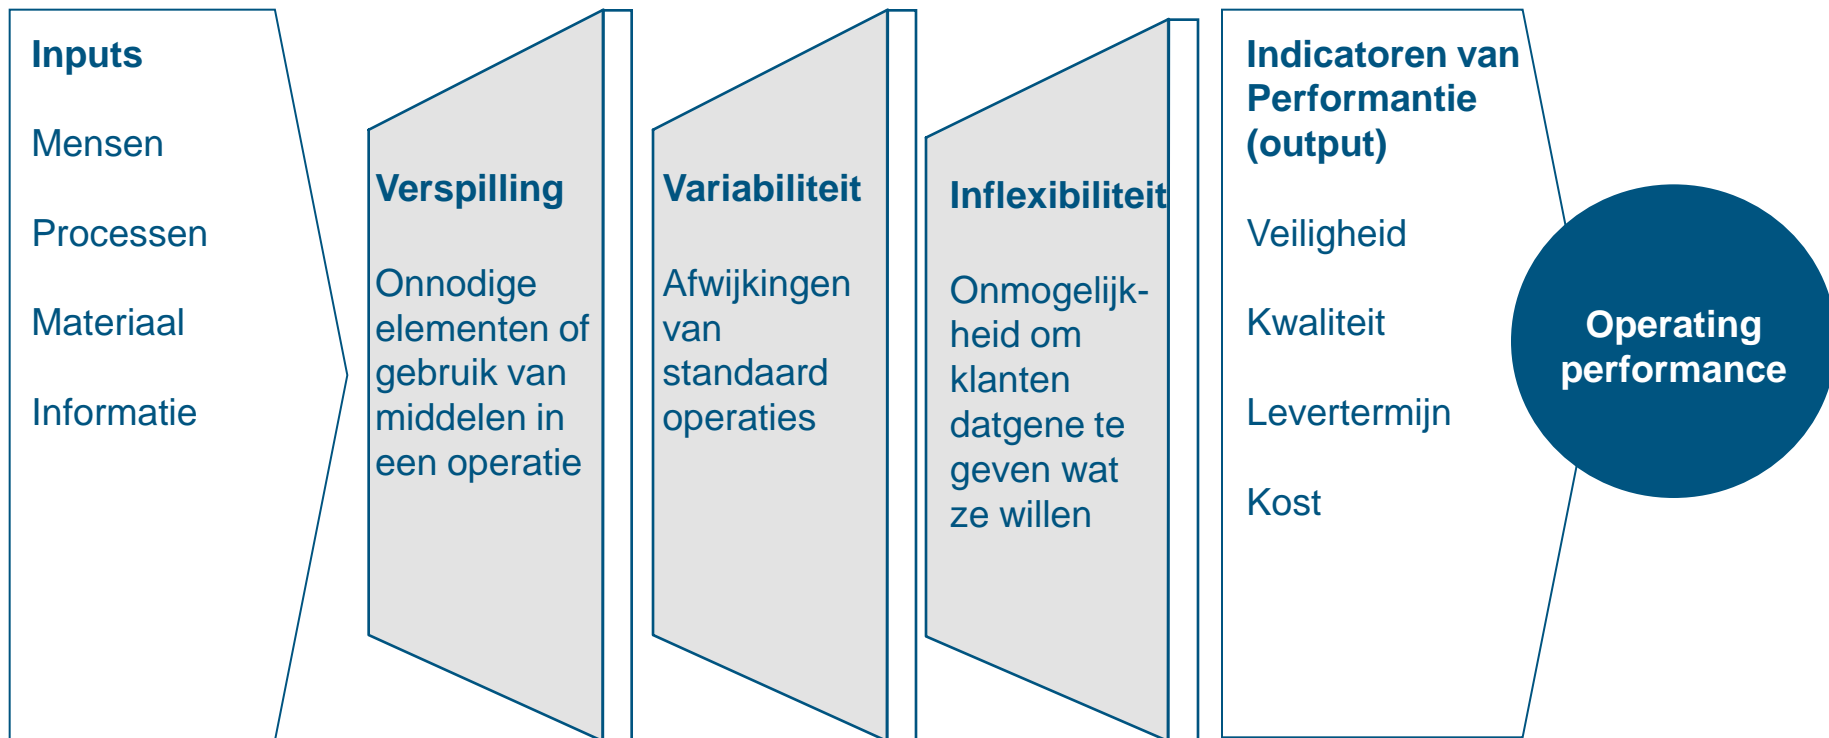 Inputs
Mensen
Processen
Materiaal
Informatie
Verspilling
Onnodige
elementen of
gebruik van
middelen in
een operatie
Variabiliteit
Afwijkingen
van
standaard
operaties
Inflexibiliteit
Onmogelijk-
heid om
klanten
datgene te
geven wat
ze willen
Indicatoren van
Performantie
(output)
Veiligheid
Kwaliteit
Levertermijn
Kost
Operating
performance